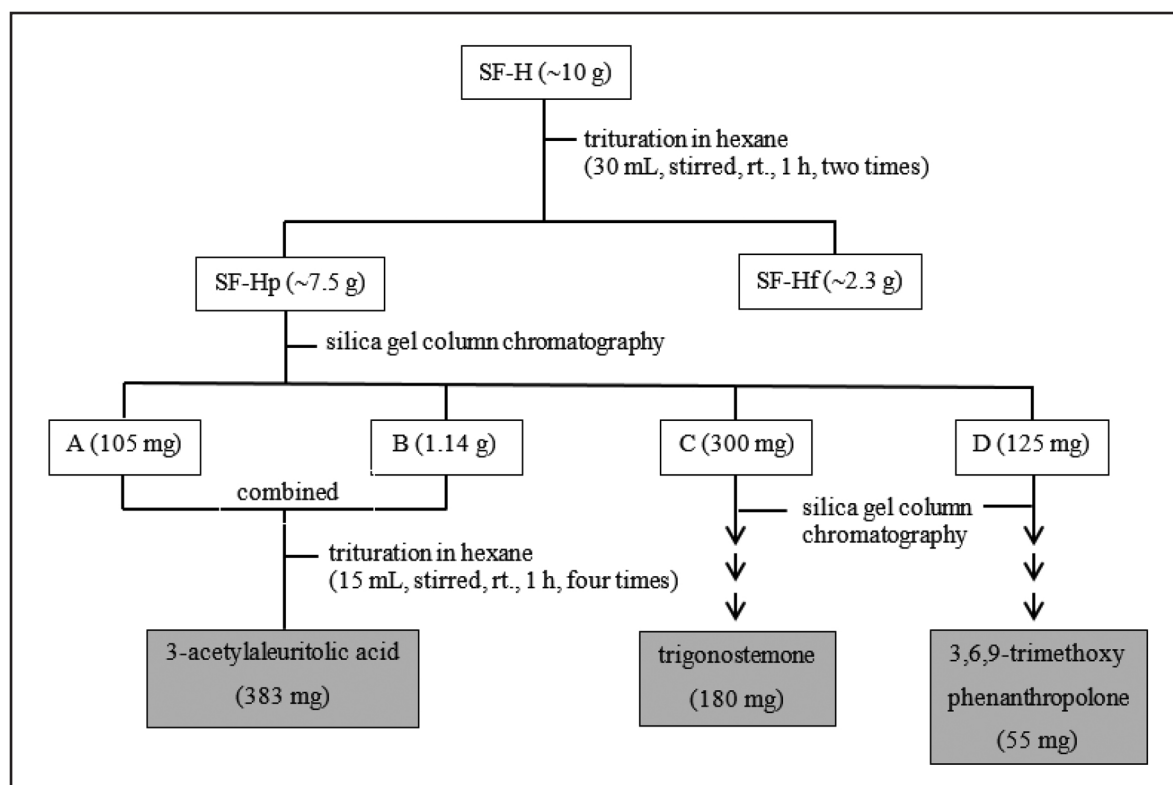 SF-H (~10 g)
trituration in hexane
(30 mL, stirred, rt., 1 h, two times)
SF-Hp (~7.5 g)
SF-Hf (~2.3 g)
silica gel column chromatography
A (105 mg)
B (1.14 g)
C (300 mg)
D (125 mg)
combined
silica gel column
chromatography
trituration in hexane
(15 mL, stirred, rt., 1 h, four times)
3-acetylaleuritolic acid
(383 mg)
trigonostemone
(180 mg)
3,6,9-trimethoxy
phenanthropolone
(55 mg)